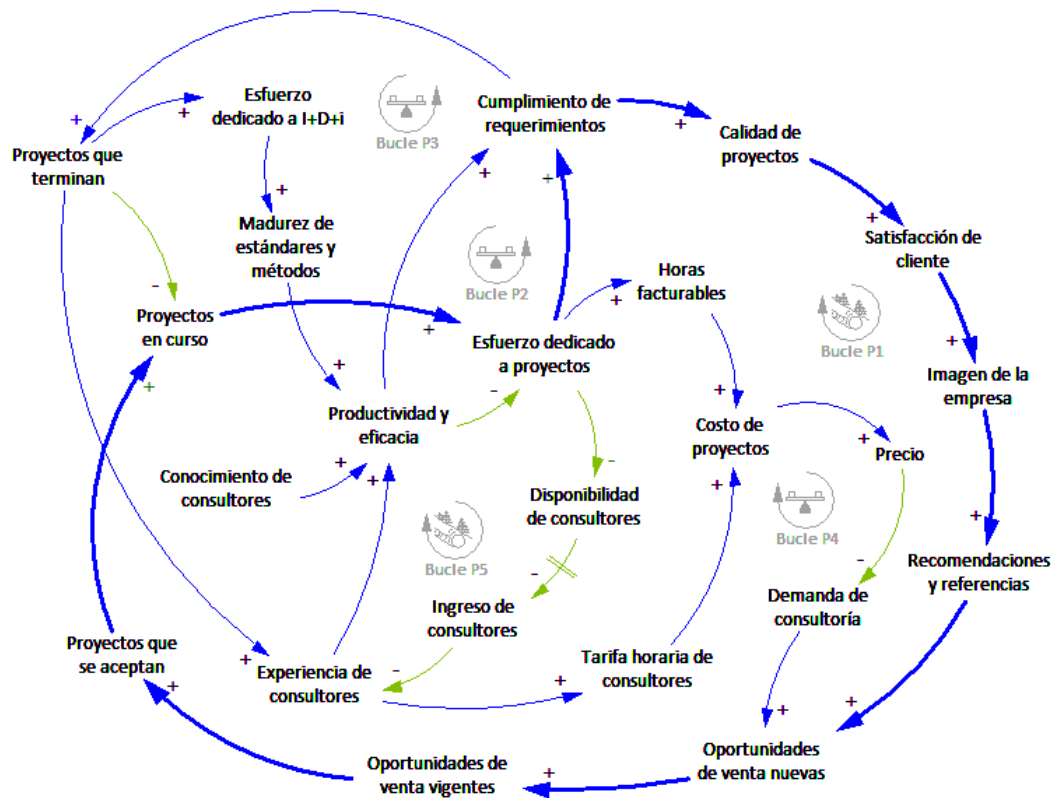 Esfuerzo
dedicado a I+D+i
+
+
Bucle P3
Cumplimiento de
requerimientos
+
Calidad de
proyectos
Proyectos que
terminan
+
+
+
Madurez de
estándares y
métodos
+
Satisfacción de
cliente
-
Proyectos
en curso
+
Bucle P2
Horas
facturables
+
+
Esfuerzo dedicado
a proyectos
Bucle P1
+
Imagen de la
empresa
+
-
Productividad y
eficacia
+
+
Costo de
proyectos
+
+
Precio
Conocimiento de
consultores
-
Disponibilidad
de consultores
Bucle P4
Bucle P5
-
+
-
Recomendaciones
y referencias
Ingreso de
consultores
Demanda de
consultoría
Proyectos que
se aceptan
+
Experiencia de
consultores
-
Tarifa horaria de
consultores
+
+
+
+
Oportunidades de
venta vigentes
+
Oportunidades
de venta nuevas